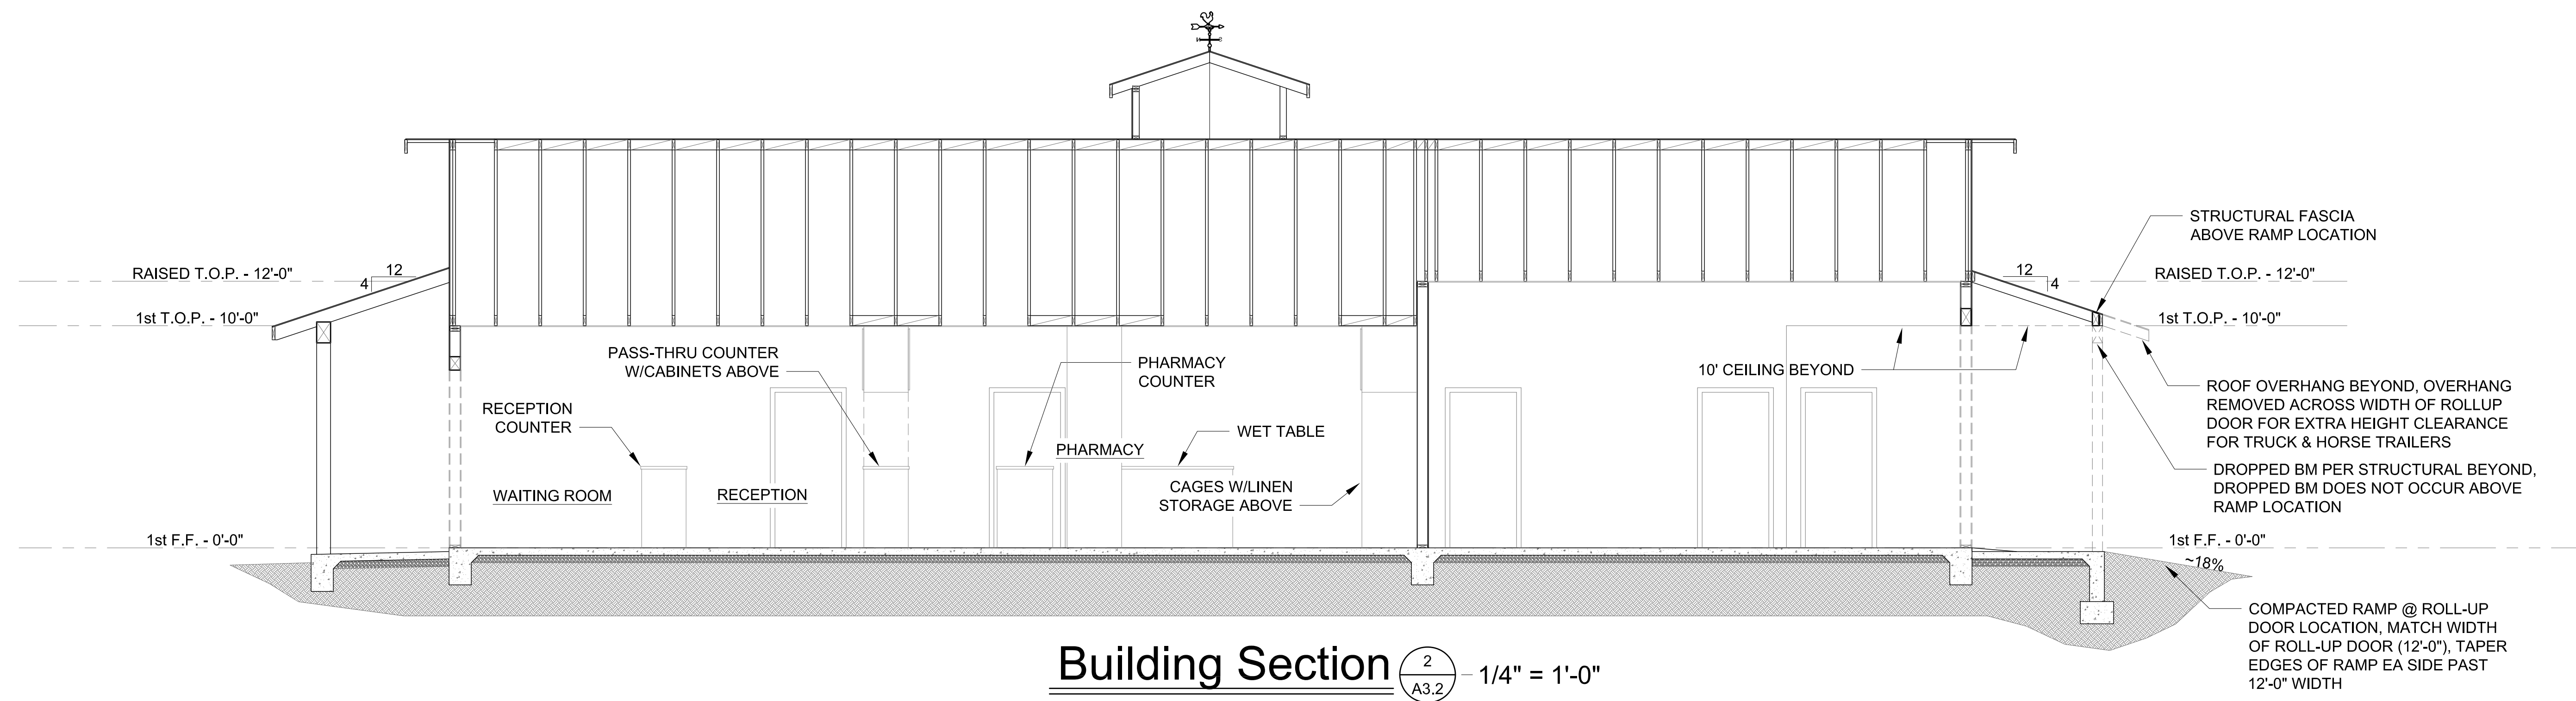 STRUCTURAL FASCIA
ABOVE RAMP LOCATION
RAISED T.O.P. - 12'-0"
12
4
12
4
RAISED T.O.P. - 12'-0"
1st T.O.P. - 10'-0"
1st T.O.P. - 10'-0"
PASS-THRU COUNTER
W/CABINETS ABOVE
PHARMACY
COUNTER
10' CEILING BEYOND
ROOF OVERHANG BEYOND, OVERHANG
REMOVED ACROSS WIDTH OF ROLLUP
DOOR FOR EXTRA HEIGHT CLEARANCE
FOR TRUCK & HORSE TRAILERS
RECEPTION
COUNTER
WET TABLE
PHARMACY
DROPPED BM PER STRUCTURAL BEYOND,
DROPPED BM DOES NOT OCCUR ABOVE
RAMP LOCATION
WAITING ROOM
RECEPTION
CAGES W/LINEN
STORAGE ABOVE
1st F.F. - 0'-0"
1st F.F. - 0'-0"
~18%
COMPACTED RAMP @ ROLL-UP
DOOR LOCATION, MATCH WIDTH
OF ROLL-UP DOOR (12'-0"), TAPER
EDGES OF RAMP EA SIDE PAST
12'-0" WIDTH
Building Section
2
A3.2
1/4" = 1'-0"